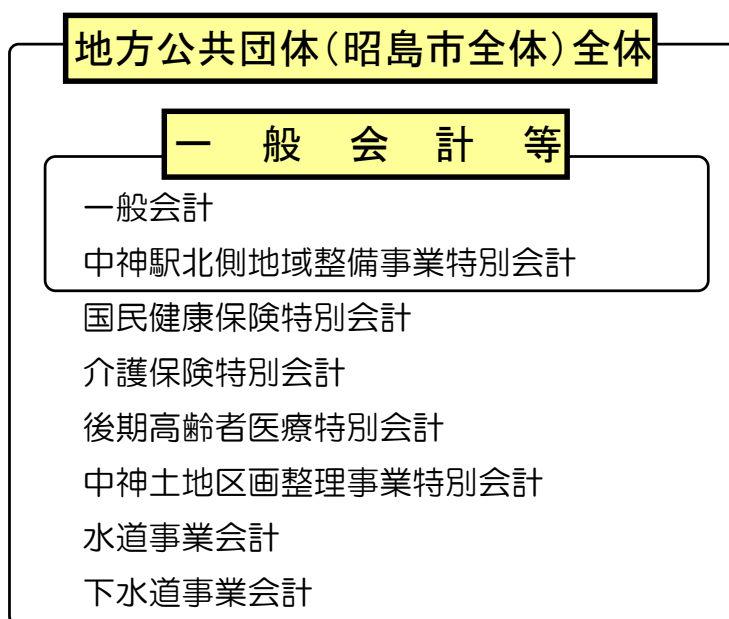 地方公共団体（昭島市全体）全体
一般会計等
一般会計
中神駅北側地域整備事業特別会計
国民健康保険特別会計
介護保険特別会計
後期高齢者医療特別会計
中神土地区画整理事業特別会計
水道事業会計
下水道事業会計